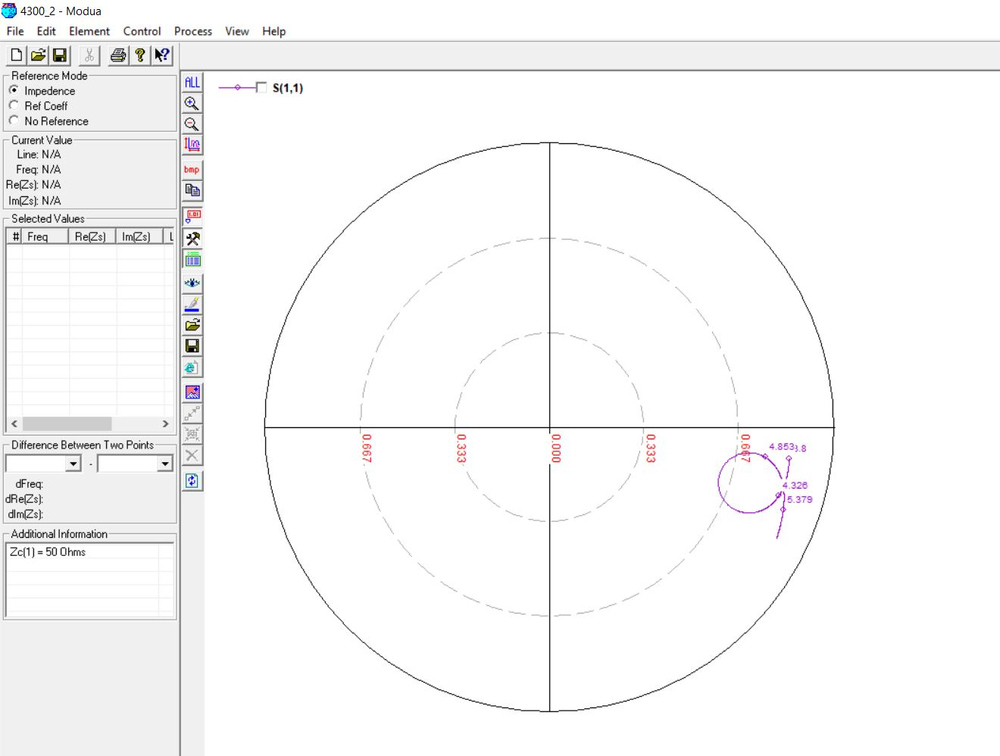 4300_2 - Modua
File Edit Element Control Process View Help
Reference Mode
Impedence
Ref Coeff
No Reference
Current Value
Line: N/A
Freq: N/A
Re(Zs): N/A
Im(Zs): N/A
Selected Values
# Freq Re(Zs) Im(Zs) L
Difference Between Two Points
-
dFreq:
dRe(Zs):
dIm(Zs):
Additional Information
Zc(1) = 50 Ohms
ALL
bmp
1.01
S(1,1)
0.667 0.333 0.000 0.333 0.667
4.853
.8
4.326
5.379